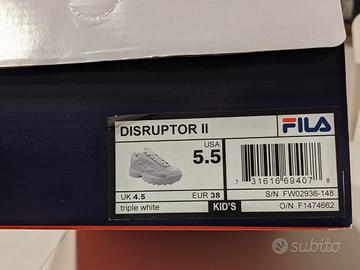 DISRUPTOR II
FILA
USA
5.5
UK 4.5
EUR 38
triple white
KID'S
7 31616 69407 8
S/N FW02936-148
O/N F1474662
subito